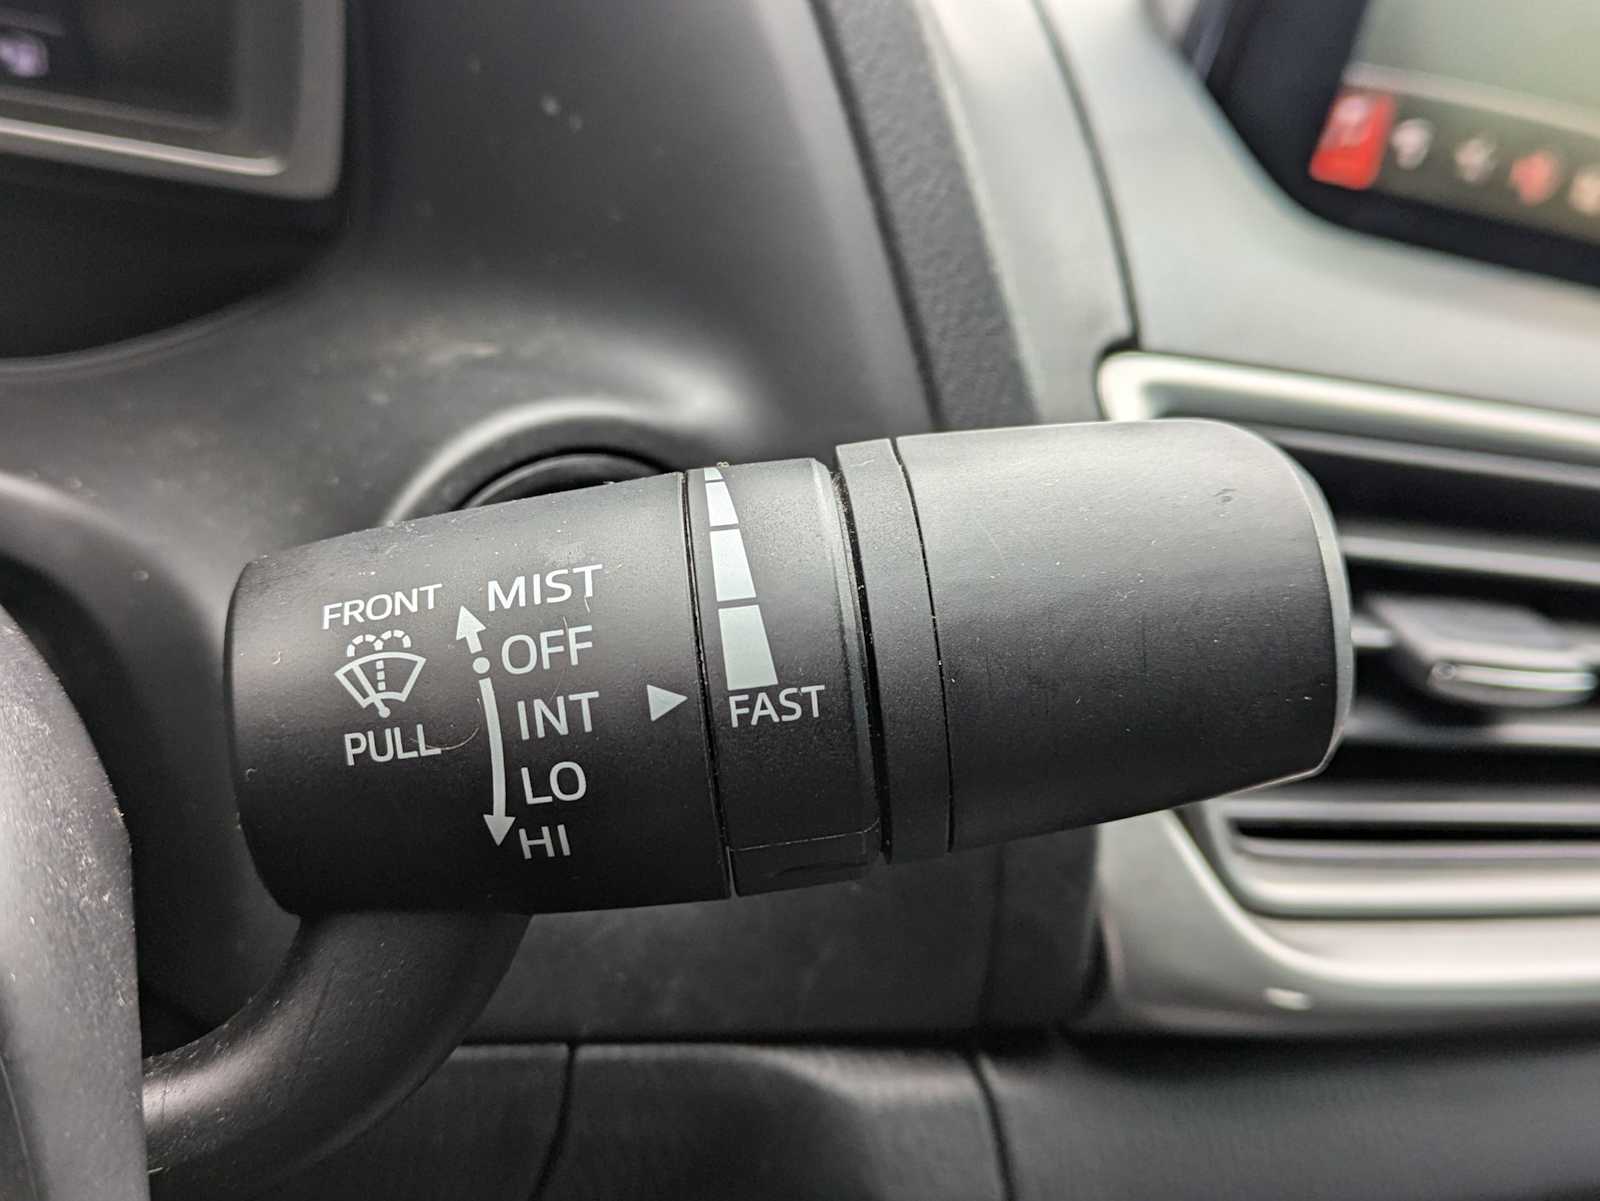 FRONT
PULL
MIST
OFF
INT
LO
HI
FAST